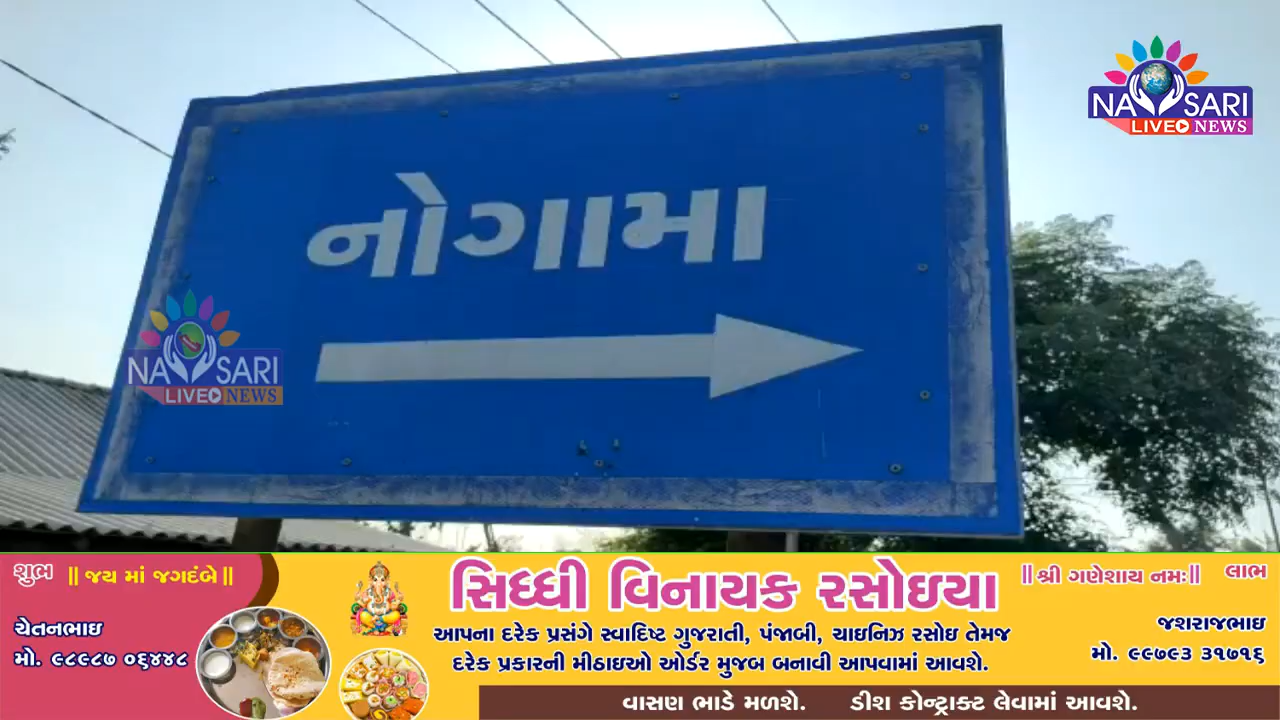 NAVSARI
LIVE NEWS
નોગામા
NAVSARI
LIVE NEWS
શુભ
|| જય માં જગદંબે ||
સિધ્ધી વિનાયક રસોઇયા
|| શ્રી ગણેશાય નમઃ ||
લાભ
ચેતનભાઇ
મો. ૯૮૯૮૭ ૦૬૪૪૮
આપના દરેક પ્રસંગે સ્વાદિષ્ટ ગુજરાતી, પંજાબી, ચાઇનિઝ રસોઇ તેમજ
દરેક પ્રકારની મીઠાઇઓ ઓર્ડર મુજબ બનાવી આપવામાં આવશે.
જશરાજભાઇ
મો. ૯૯૭૯૩ ૩૧૭૧૬
વાસણ ભાડે મળશે. ડીશ કોન્ટ્રાક્ટ લેવામાં આવશે.